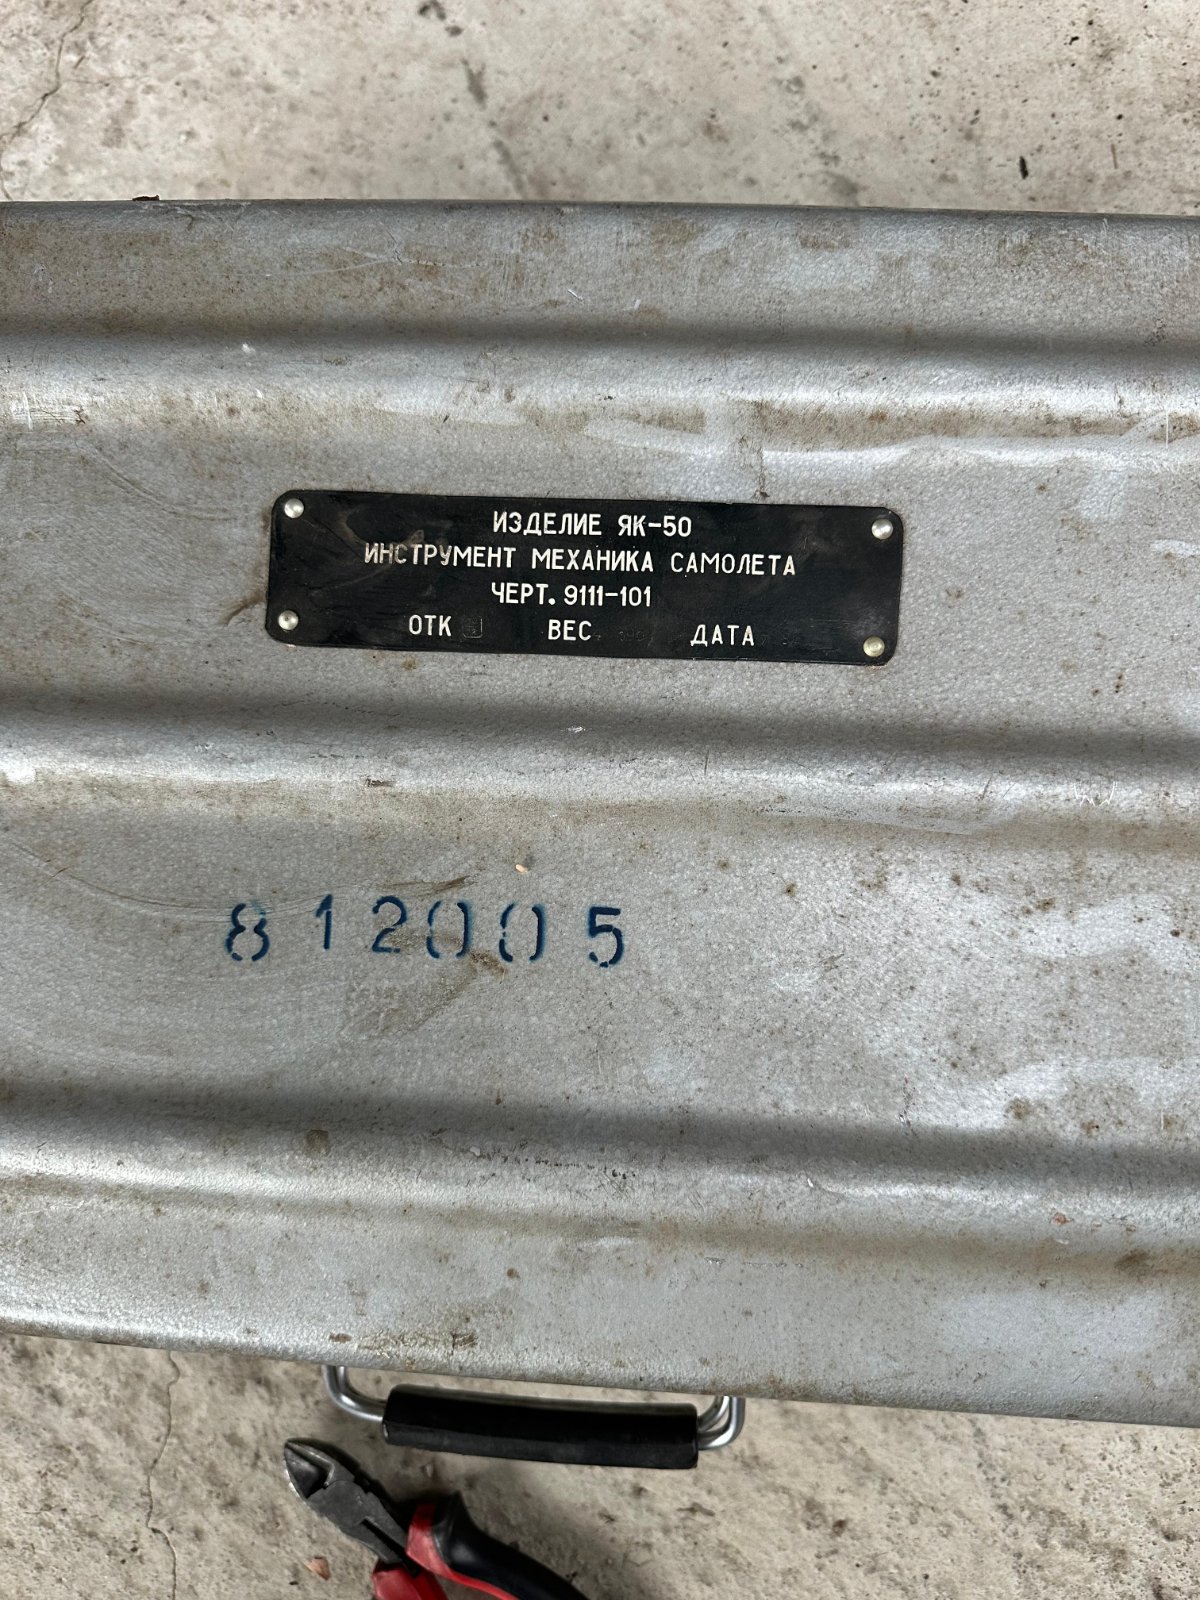 ИЗДЕЛИЕ ЯК-50
ИНСТРУМЕНТ МЕХАНИКА САМОЛЕТА
ЧЕРТ. 9111-101
ОТК ВЕС ДАТА
812005